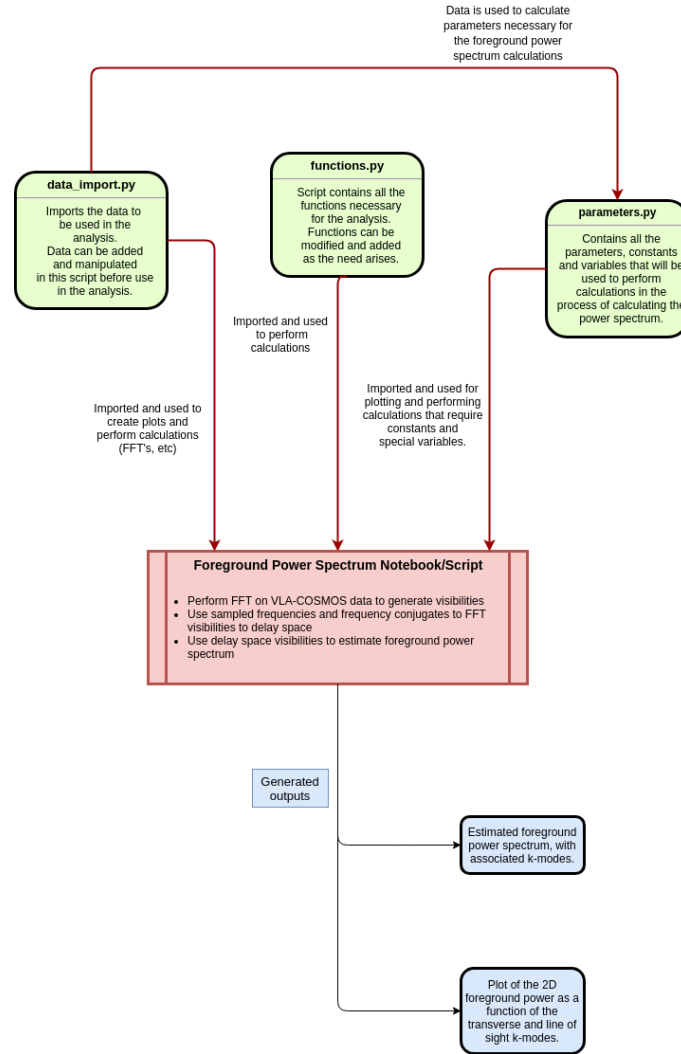 Data is used to calculate
parameters necessary for
the foreground power
spectrum calculations
data_import.py
Imports the data to
be used in the
analysis.
Data can be added
and manipulated
in this script before use
in the analysis.
functions.py
Script contains all the
functions necessary
for the analysis.
Functions can be
modified and added
as the need arises.
parameters.py
Contains all the
parameters, constants
and variables that will be
used to perform
calculations in the
process of calculating the
power spectrum.
Imported and used
to perform
calculations
Imported and used to
create plots and
perform calculations
(FFT's, etc)
Imported and used for
plotting and performing
calculations that require
constants and
special variables.
Foreground Power Spectrum Notebook/Script
• Perform FFT on VLA-COSMOS data to generate visibilities
• Use sampled frequencies and frequency conjugates to FFT
visibilities to delay space
• Use delay space visibilities to estimate foreground power
spectrum
Generated
outputs
Estimated foreground
power spectrum, with
associated k-modes.
Plot of the 2D
foreground power as a
function of the
transverse and line of
sight k-modes.